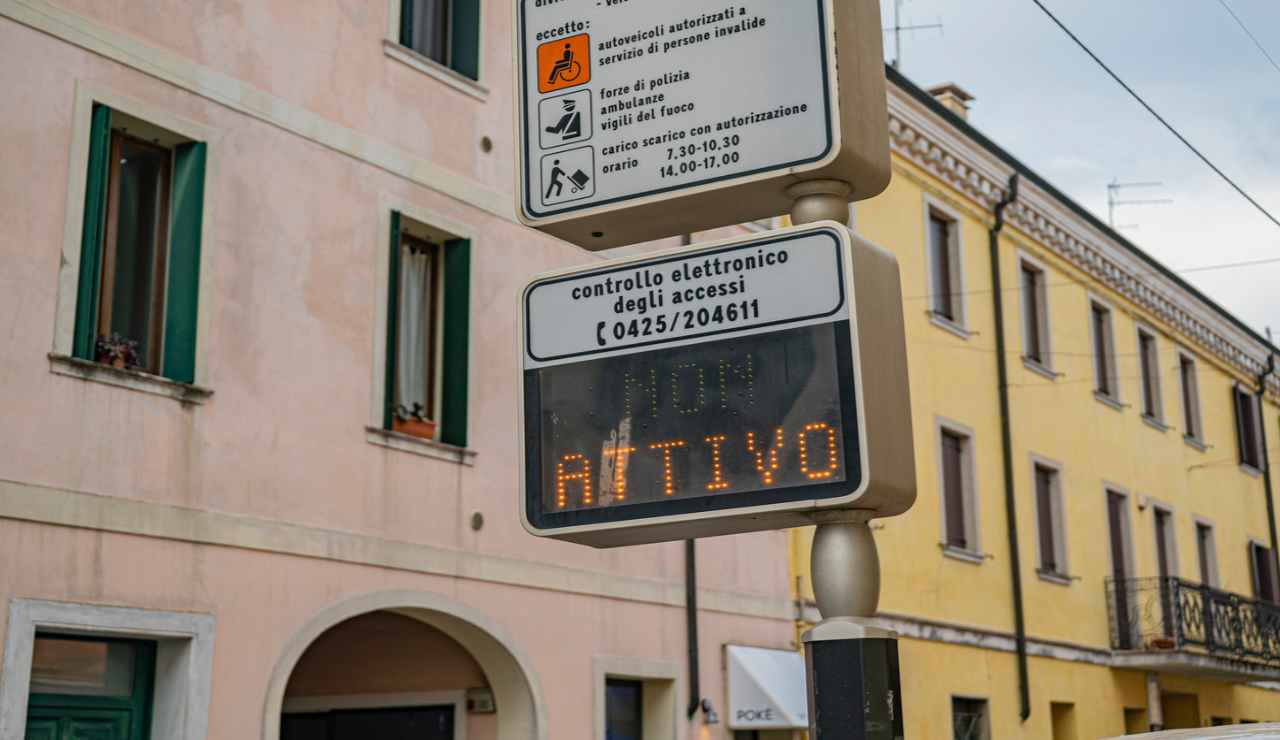 eccetto:
autoveicoli autorizzati a
servizio di persone invalide
forze di polizia
ambulanze
vigili del fuoco
carico scarico con autorizzazione
orario 7.30-10.30
14.00-17.00
controllo elettronico
degli accessi
0425/204611
NON
ATTIVO
POKÈ